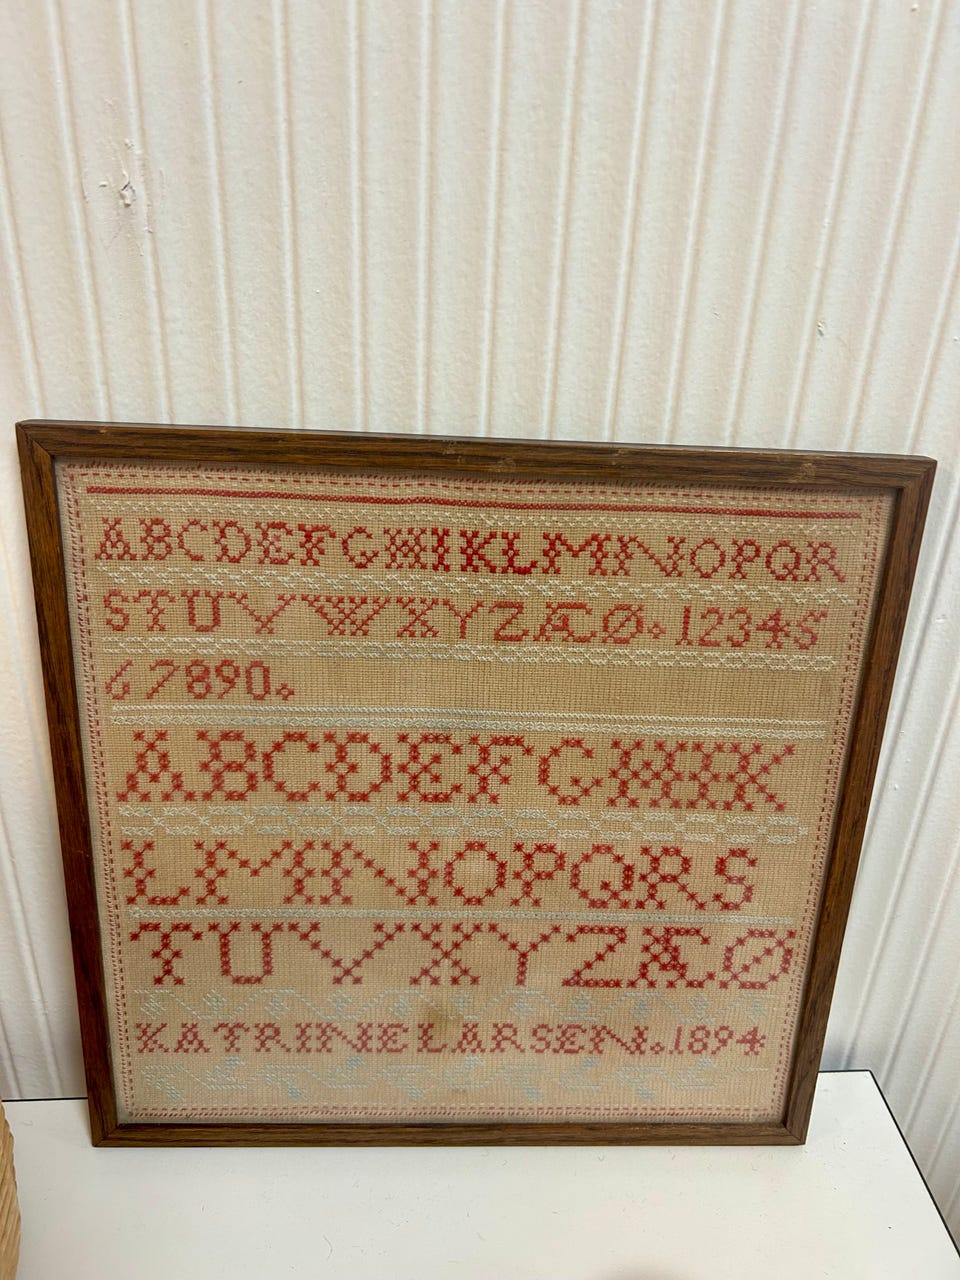 ABCDEFGHIKLMNOPQR
STUVWXYZÆØ. 12345
67890.
ABCDEFGHIK
LMNOPQRS
TUVXYZÆØ
KATRINE LARSEN. 1894